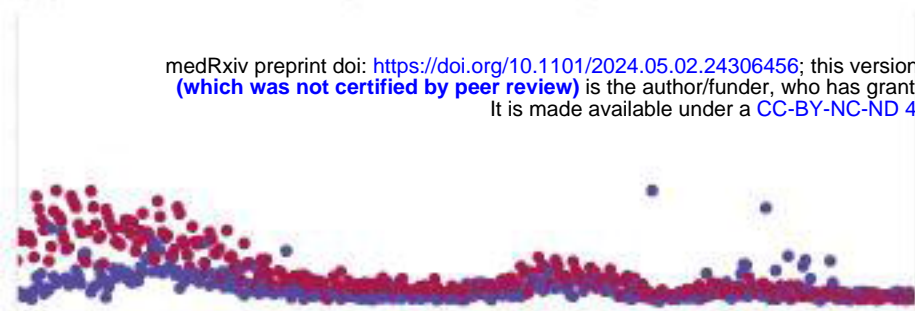 medRxiv preprint doi: https://doi.org/10.1101/2024.05.02.24306456; this version
(which was not certified by peer review) is the author/funder, who has grant
It is made available under a CC-BY-NC-ND 4